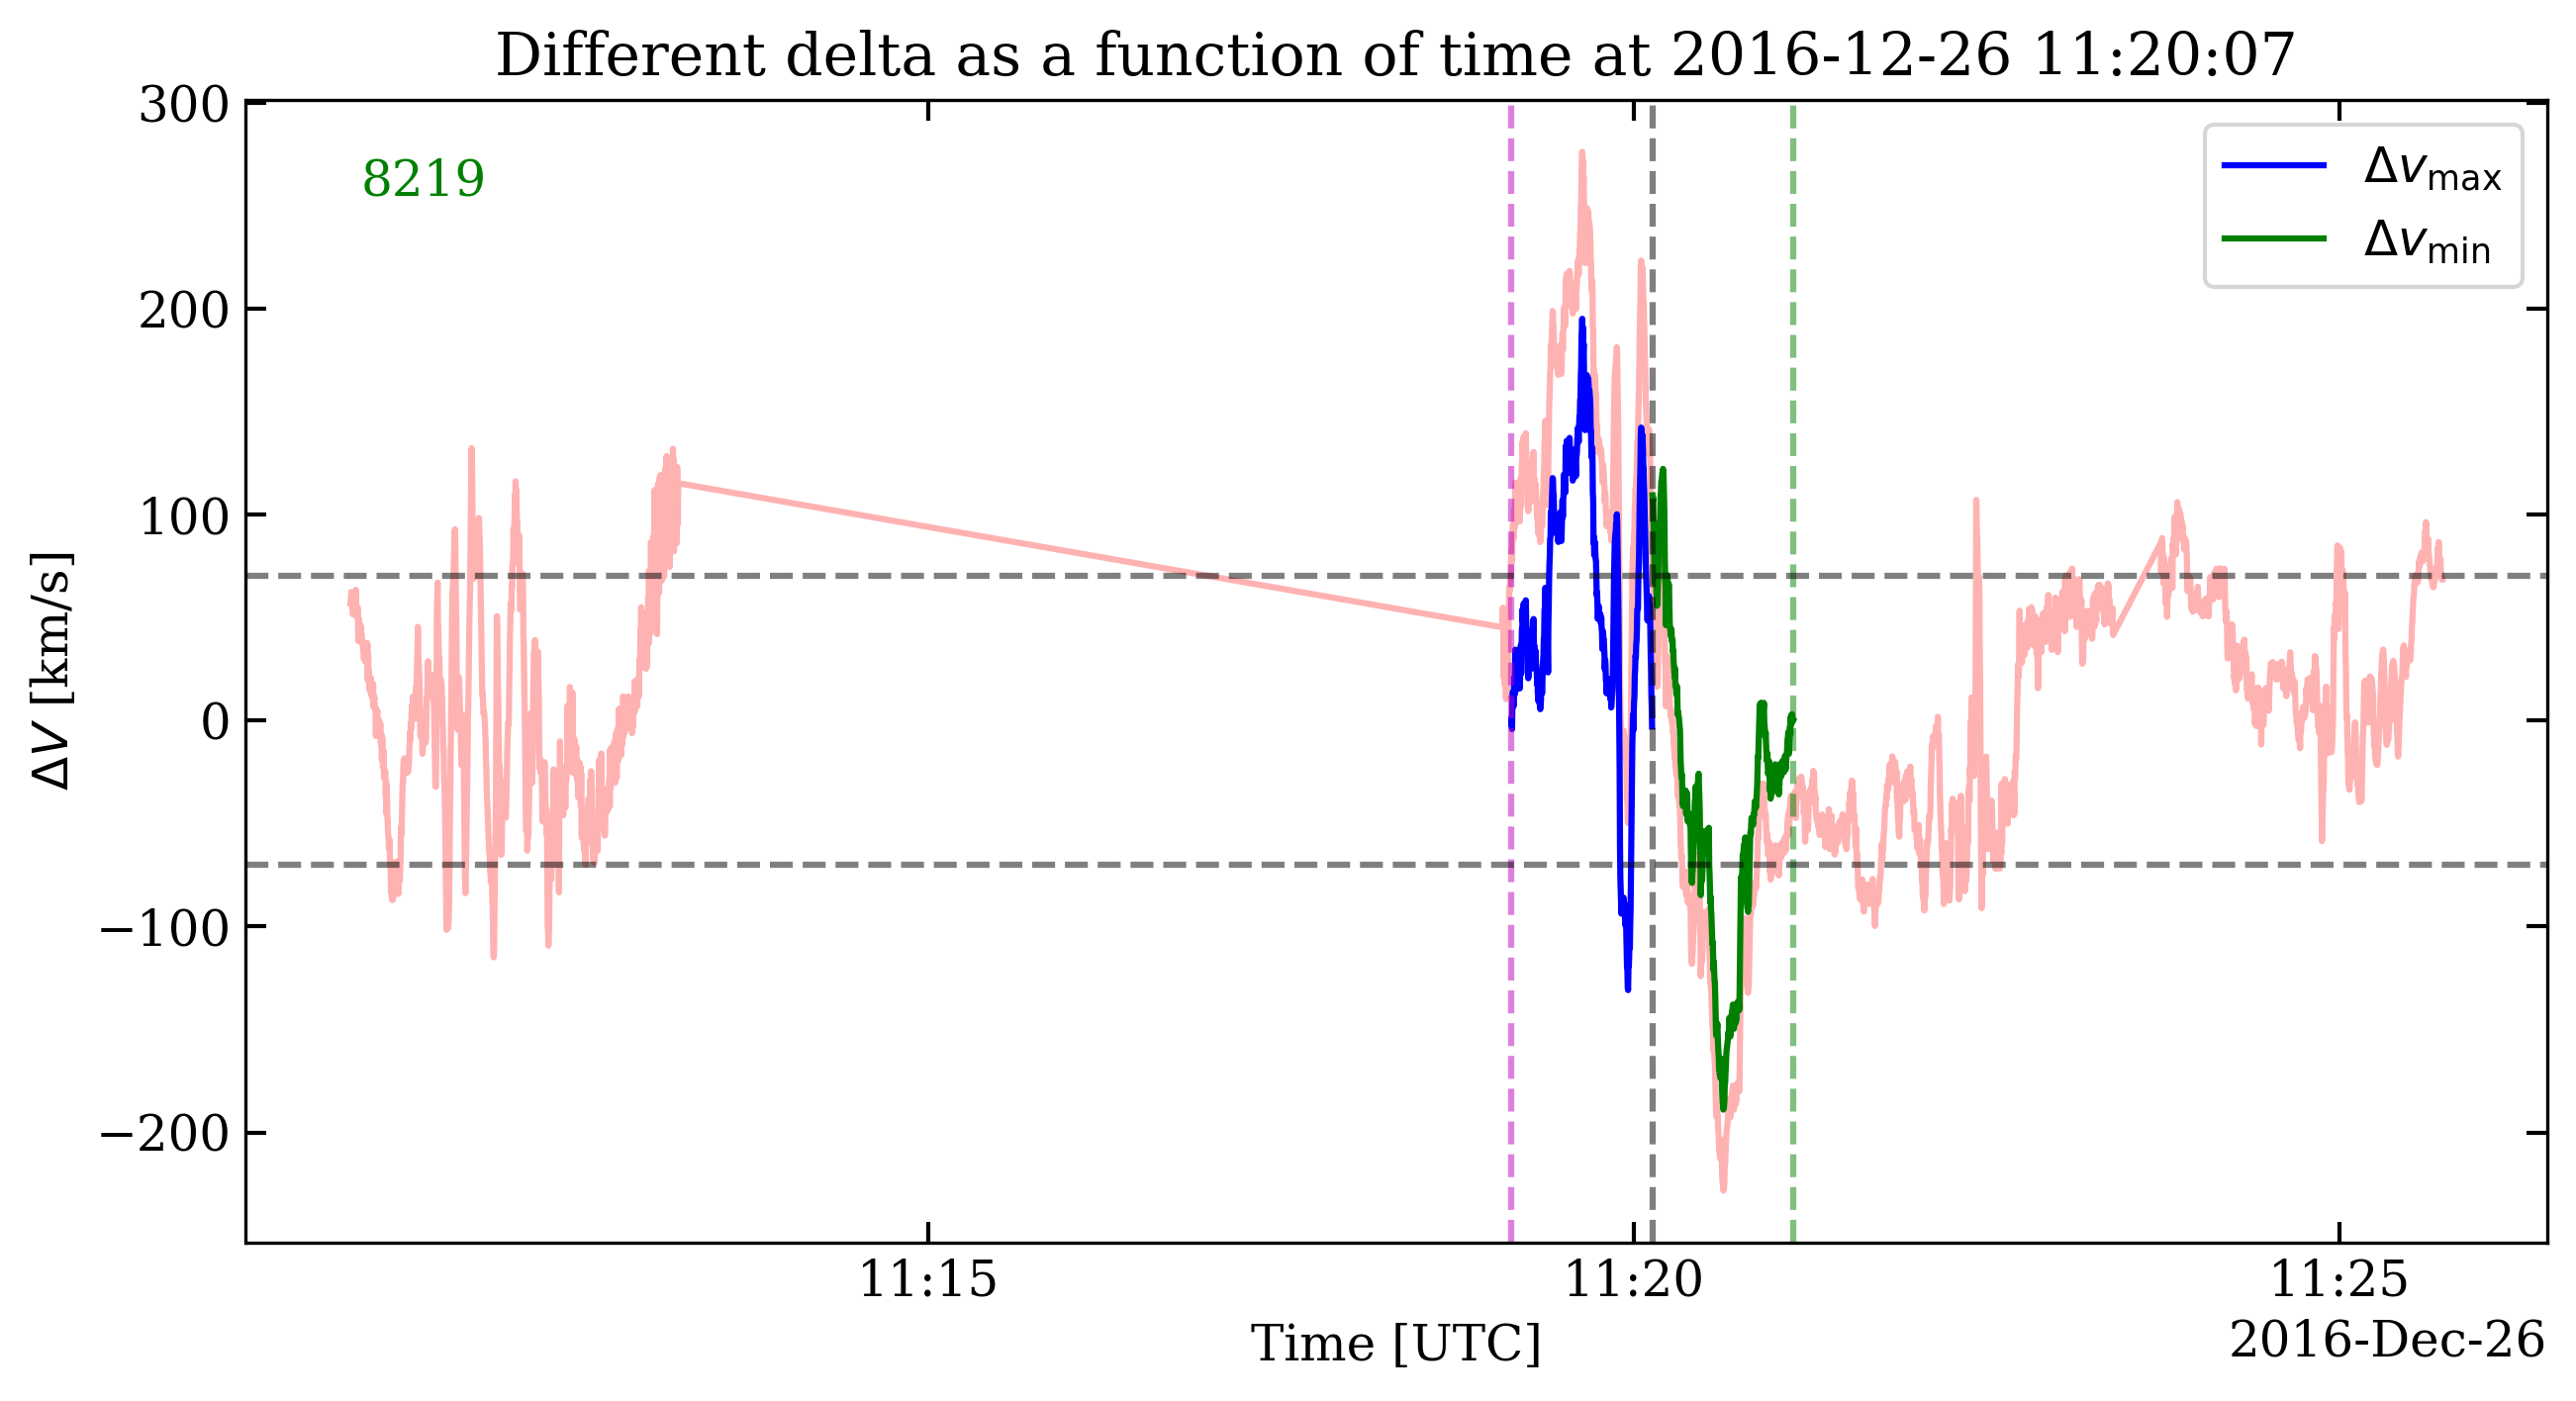 Different delta as a function of time at 2016-12-26 11:20:07
300
200
100
0
−100
−200
ΔV [km/s]
8219
Δvmax
Δvmin
11:15
11:20
11:25
Time [UTC]
2016-Dec-26